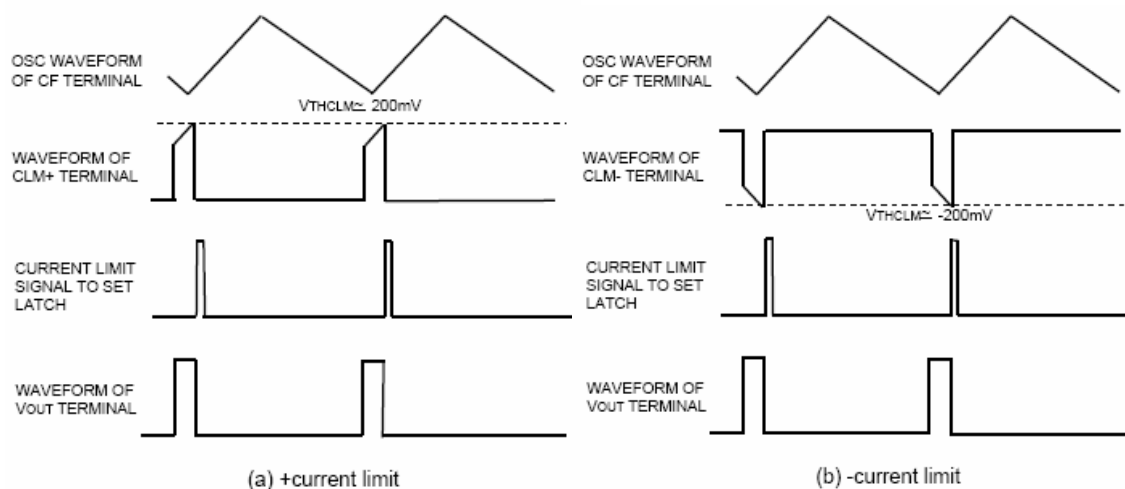 OSC WAVEFORM
OF CF TERMINAL
VTHCLM≃ 200mV
WAVEFORM OF
CLM+ TERMINAL
CURRENT LIMIT
SIGNAL TO SET
LATCH
WAVEFORM OF
VOUT TERMINAL
(a) +current limit
OSC WAVEFORM
OF CF TERMINAL
WAVEFORM OF
CLM- TERMINAL
VTHCLM≃ -200mV
CURRENT LIMIT
SIGNAL TO SET
LATCH
WAVEFORM OF
VOUT TERMINAL
(b) -current limit